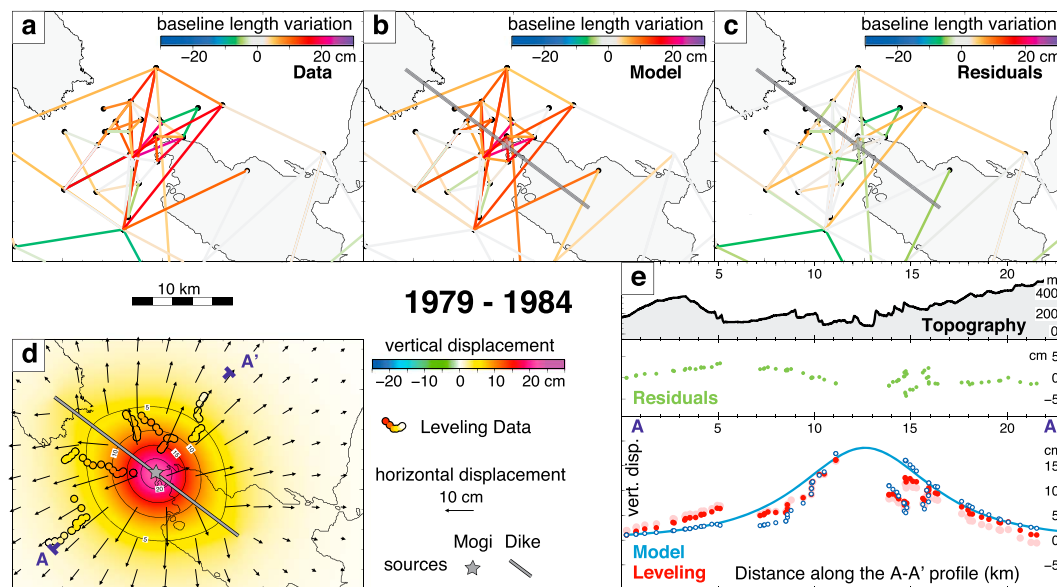 a
baseline length variation
−20 0 20 cm
Data
b
baseline length variation
−20 0 20 cm
Model
c
baseline length variation
−20 0 20 cm
Residuals
10 km
1979 - 1984
d
A'
A
5
10
15
10
20
5
vertical displacement
−20 −10 0 10 20 cm
Leveling Data
horizontal displacement
10 cm
Mogi Dike
sources
e
5 10 15 20
m
400
200
0
Topography
cm
5
0
−5
Residuals
A A'
5 10 15 20
vert. disp.
cm
15
10
5
0
Model
Leveling
Distance along the A-A' profile (km)